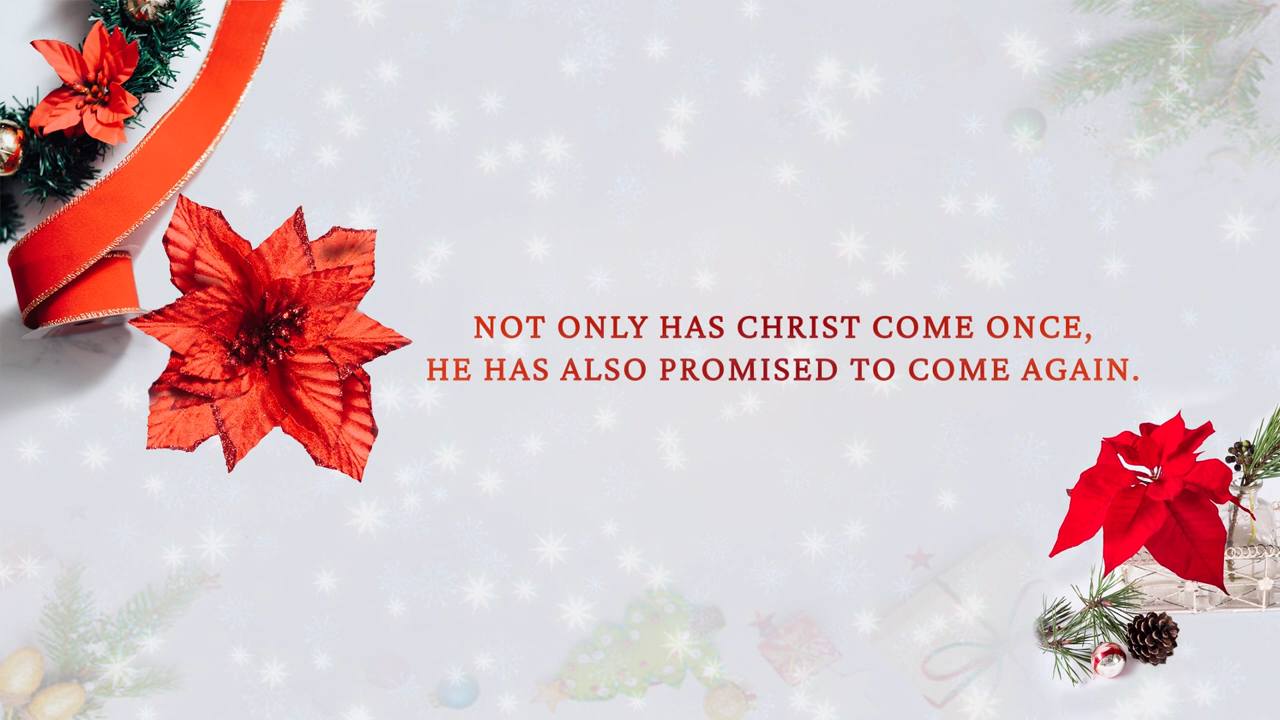 NOT ONLY HAS CHRIST COME ONCE,
HE HAS ALSO PROMISED TO COME AGAIN.